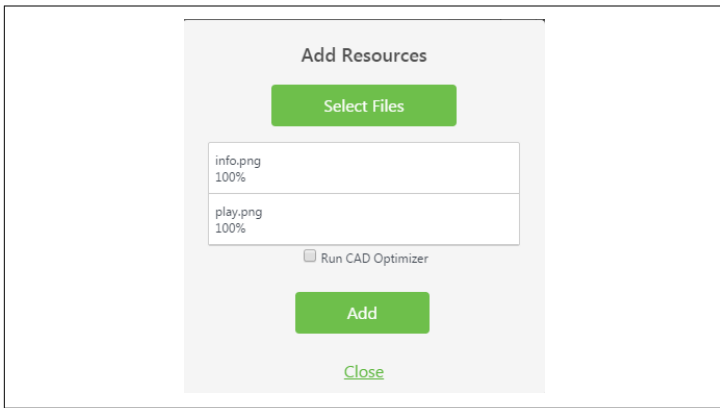 Add Resources
Select Files
info.png
100%
play.png
100%
Run CAD Optimizer
Add
Close